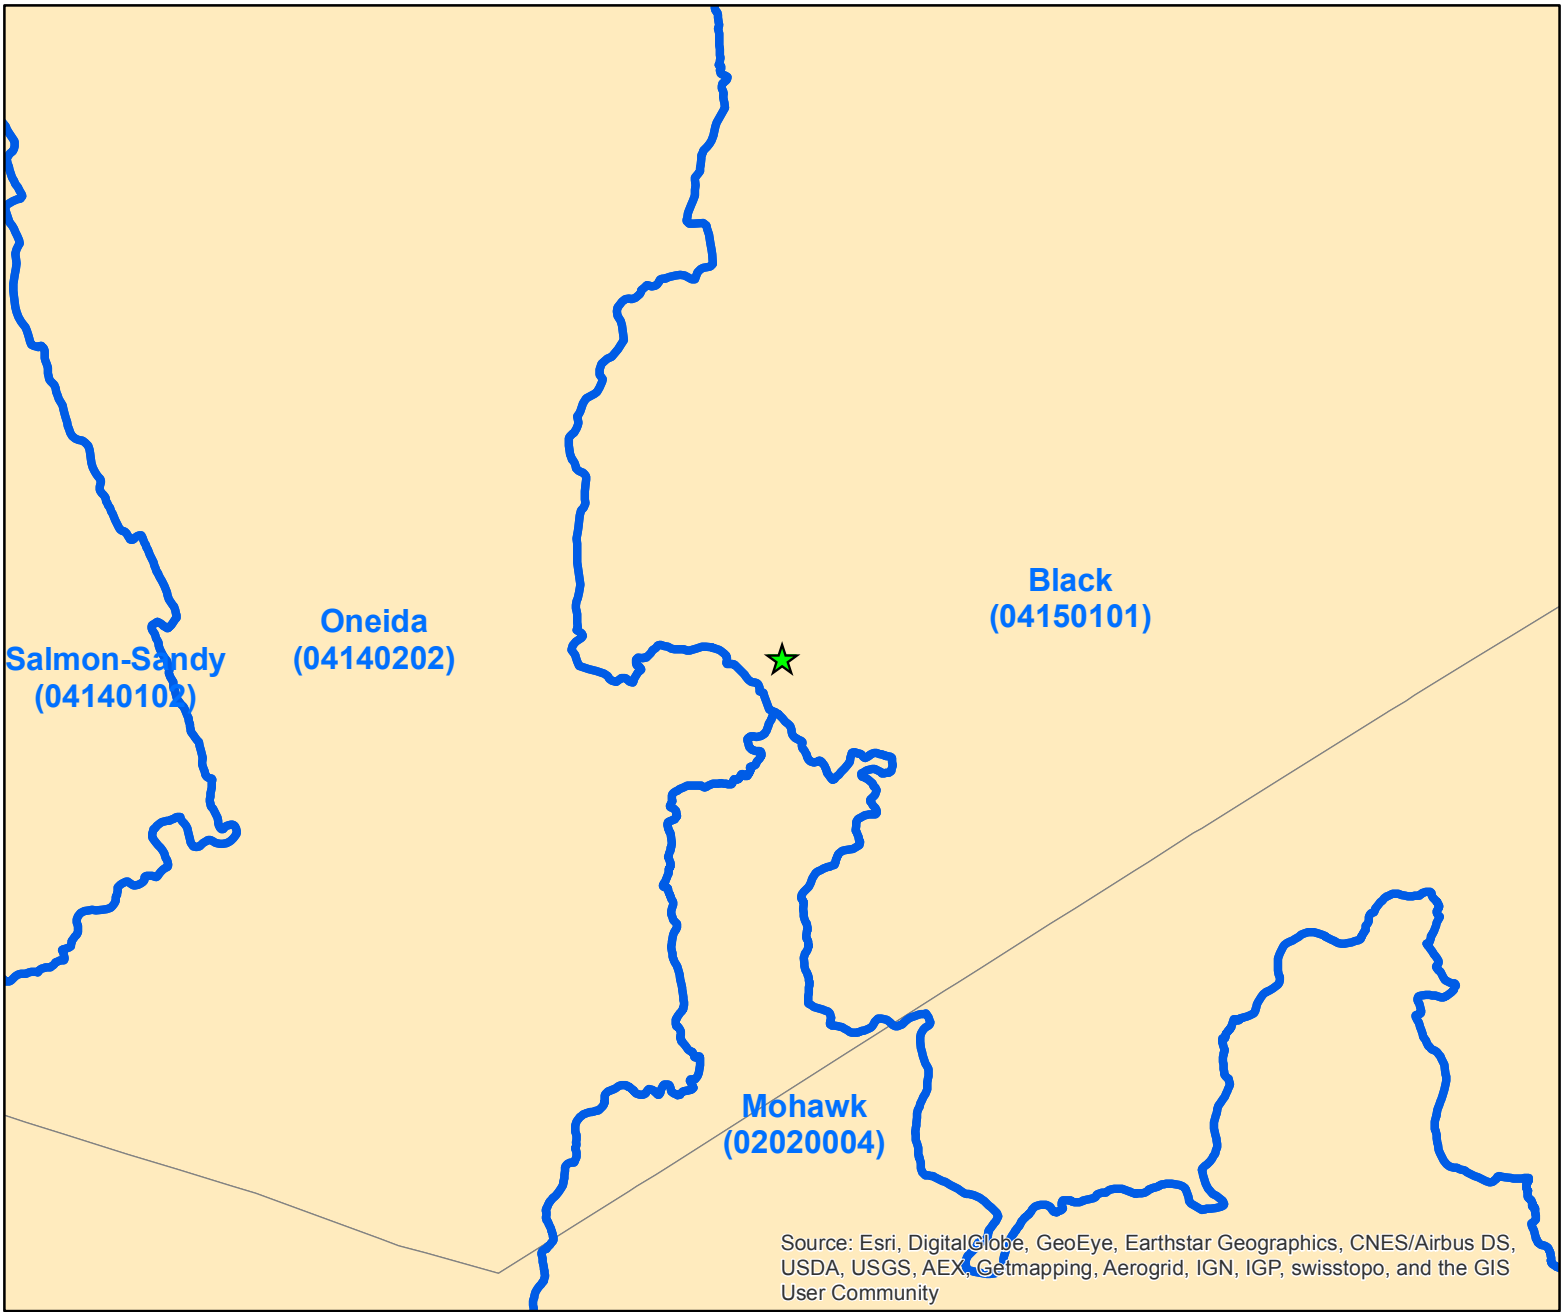 Black
(04150101)
Oneida
(04140202)
Salmon-Sandy
(04140102)
Mohawk
(02020004)
Source: Esri, DigitalGlobe, GeoEye, Earthstar Geographics, CNES/Airbus DS,
USDA, USGS, AEX, Getmapping, Aerogrid, IGN, IGP, swisstopo, and the GIS
User Community